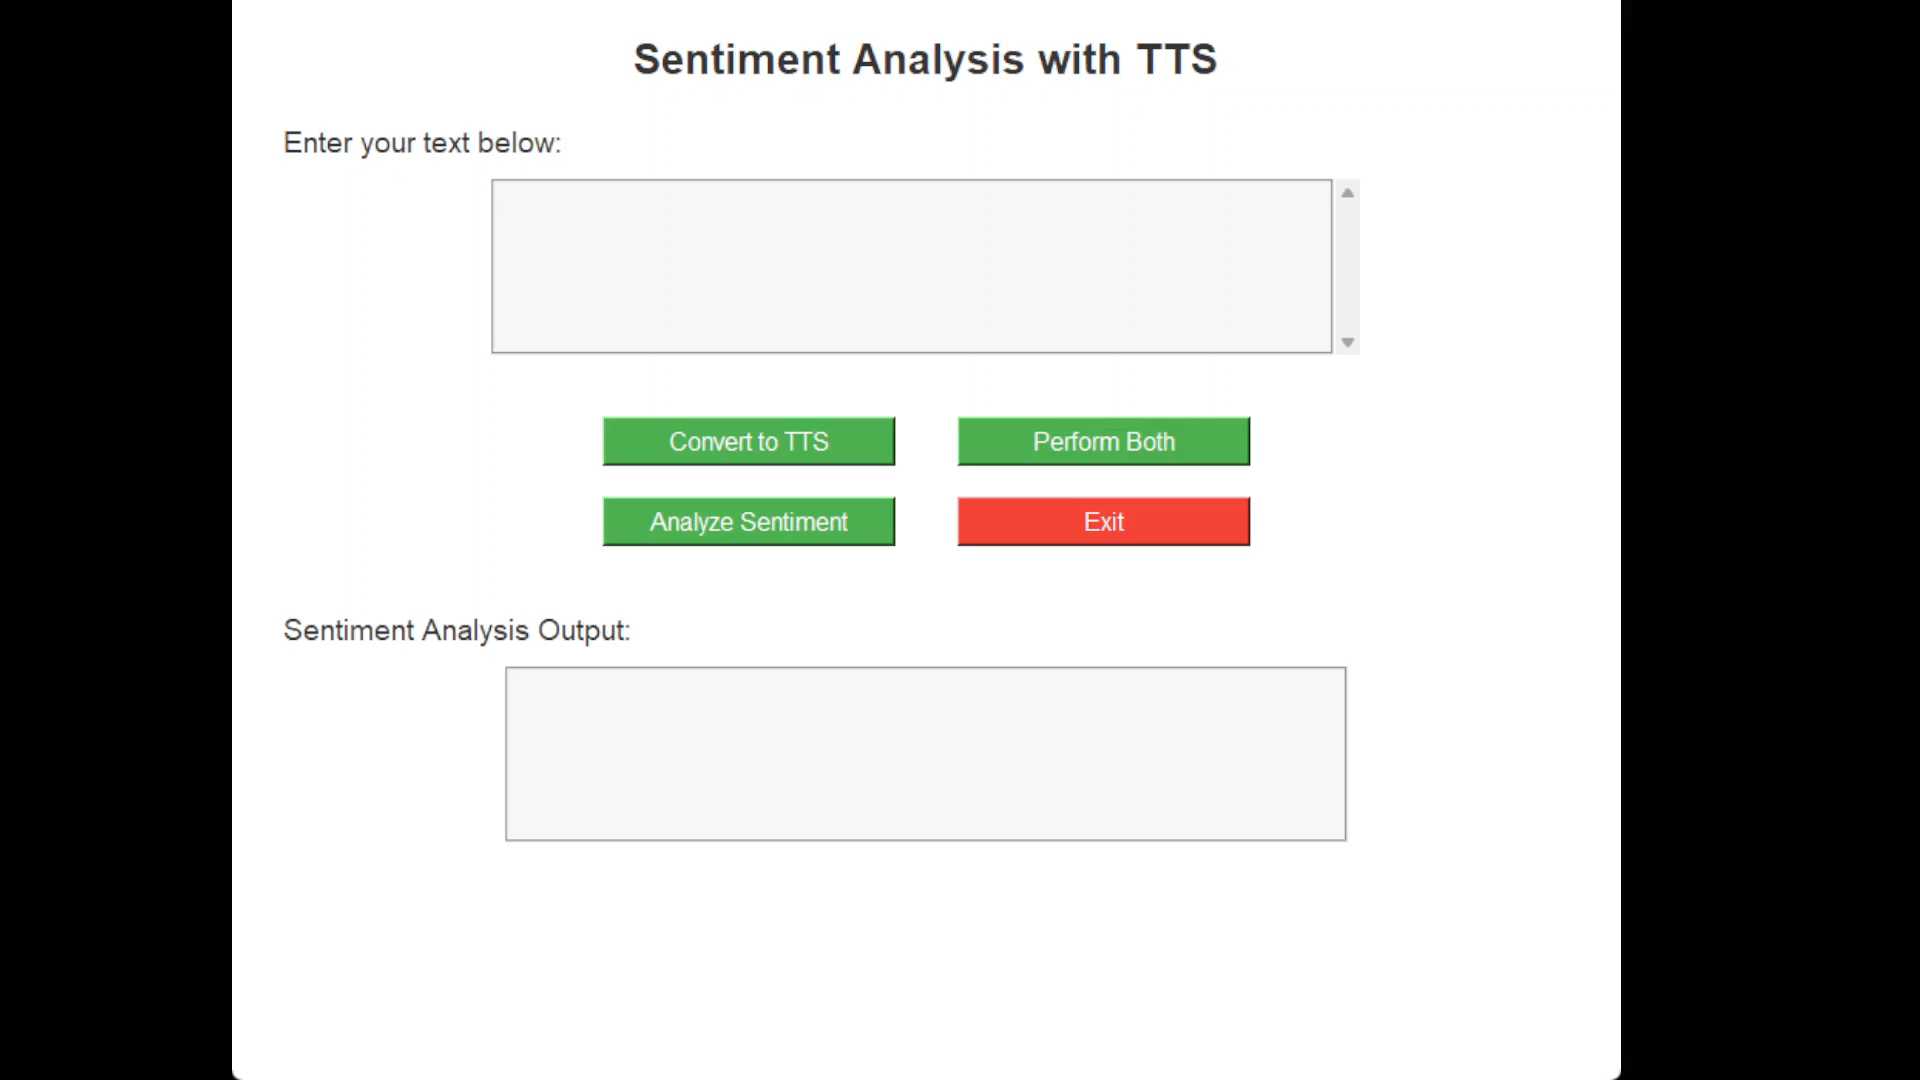 Sentiment Analysis with TTS
Enter your text below:
Convert to TTS
Perform Both
Analyze Sentiment
Exit
Sentiment Analysis Output: